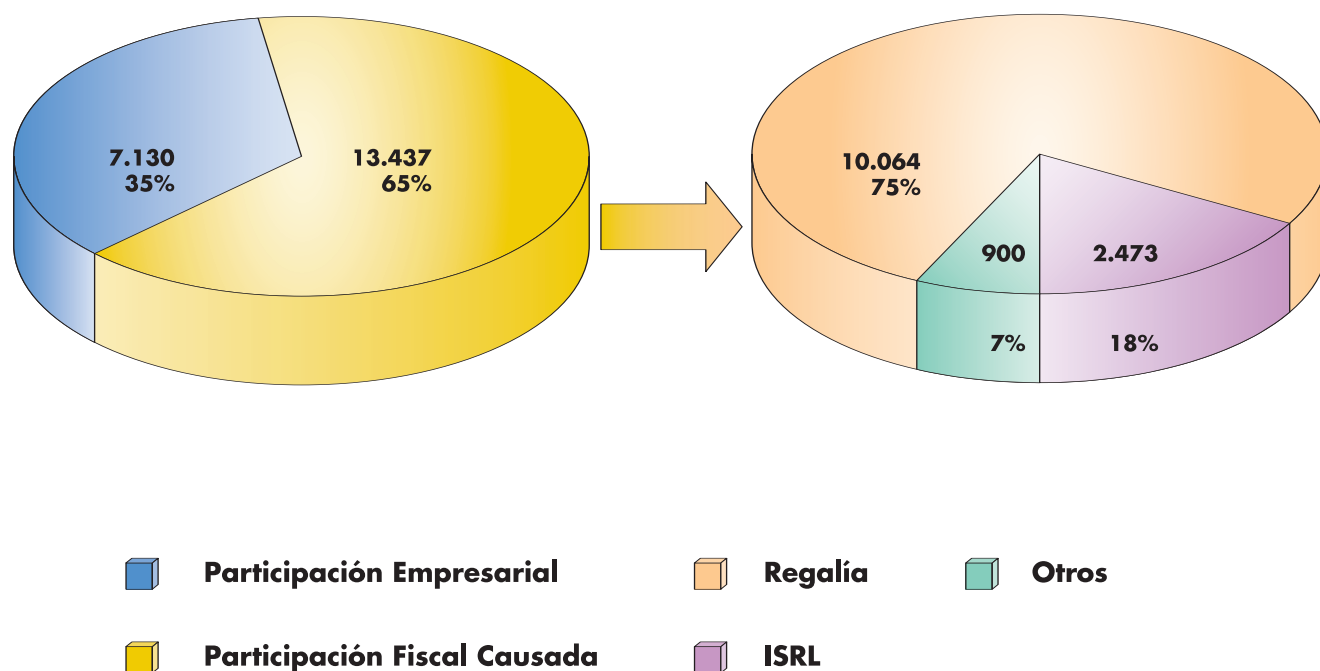 7.130
35%
13.437
65%
10.064
75%
900
7%
2.473
18%
Participación Empresarial
Regalía
Otros
Participación Fiscal Causada
ISRL